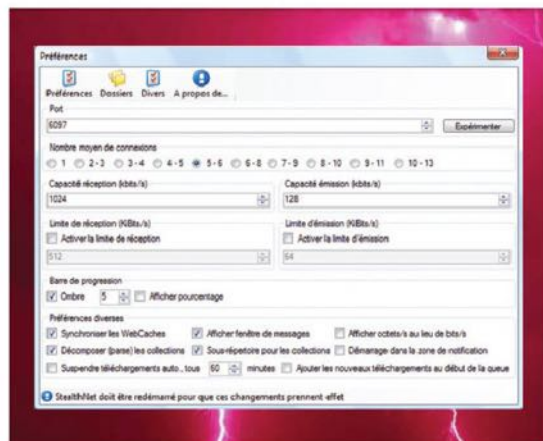 Préférences
Préférences Dossiers Divers A propos de...
Port
6097 Expérimenter
Nombre moyen de connexions
1 2-3 3-4 4-5 5-6 6-8 7-9 8-10 9-11 10-13
Capacité réception (kbits/s) Capacité émission (kbits/s)
1024 128
Limite de réception (KiBits/s) Limite d'émission (KiBits/s)
Activer la limite de réception Activer la limite d'émission
512 64
Barre de progression
Ombre 5 Afficher pourcentage
Préférences diverses
Synchroniser les WebCaches Afficher fenêtre de messages Afficher octets/s au lieu de bits/s
Décomposer (parse) les collections Sous-répertoire pour les collections Démarrage dans la zone de notification
Suspendre téléchargements auto., tous 60 minutes Ajouter les nouveaux téléchargements au début de la queue
StealthNet doit être redémarré pour que ces changements prennent effet